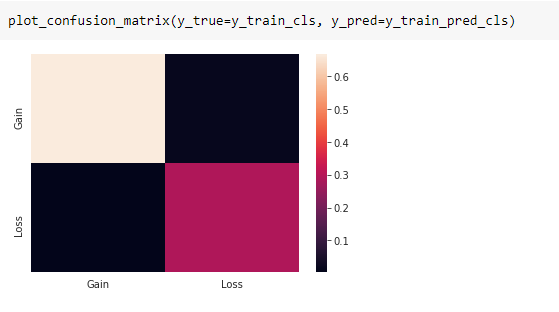 plot_confusion_matrix(y_true=y_train_cls, y_pred=y_train_pred_cls)
Gain
Loss
Gain Loss
0.6
0.5
0.4
0.3
0.2
0.1